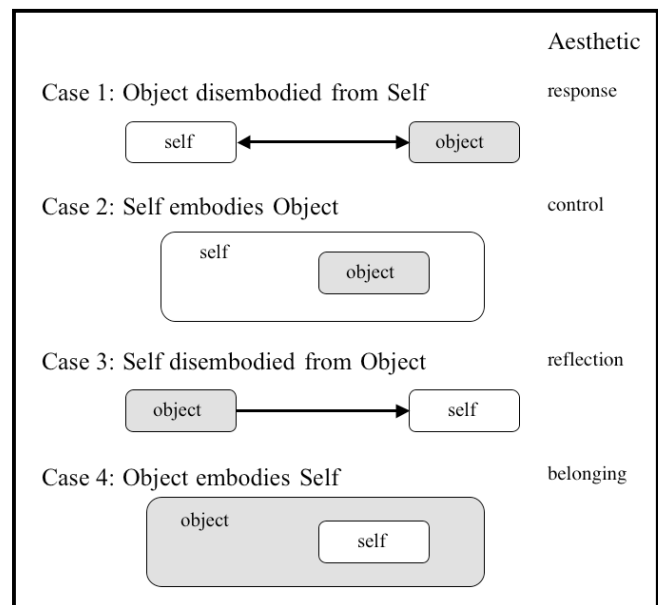 Aesthetic
Case 1: Object disembodied from Self response
self object
Case 2: Self embodies Object control
self
object
Case 3: Self disembodied from Object reflection
object self
Case 4: Object embodies Self belonging
object
self